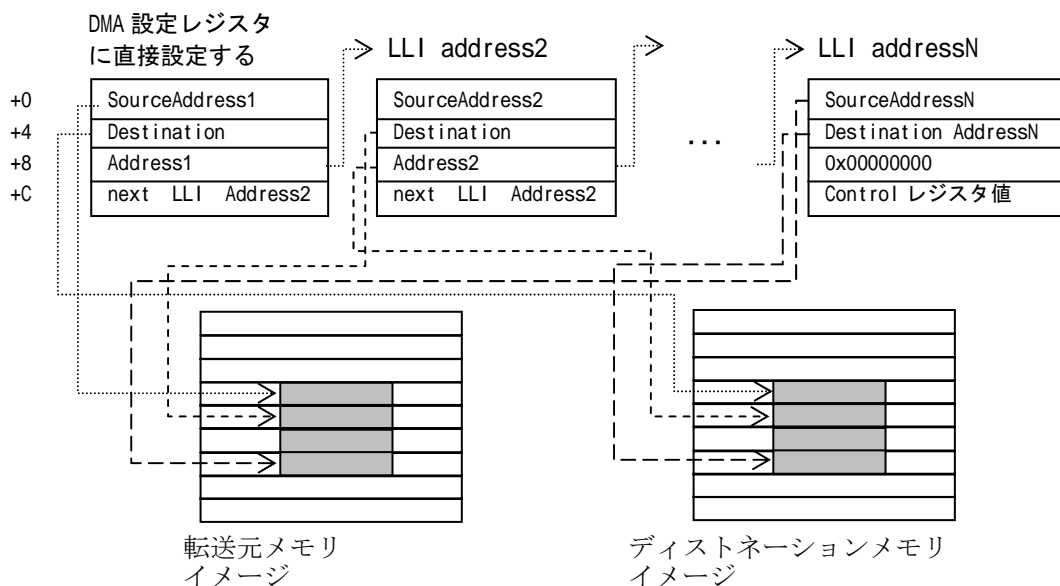 DMA 設定レジスタ
に直接設定する
LLI address2
LLI addressN
+0
+4
+8
+C
SourceAddress1
Destination
Address1
next LLI Address2
SourceAddress2
Destination
Address2
next LLI Address2
...
SourceAddressN
Destination AddressN
0x00000000
Control レジスタ値
転送元メモリ
イメージ
ディストネーションメモリ
イメージ